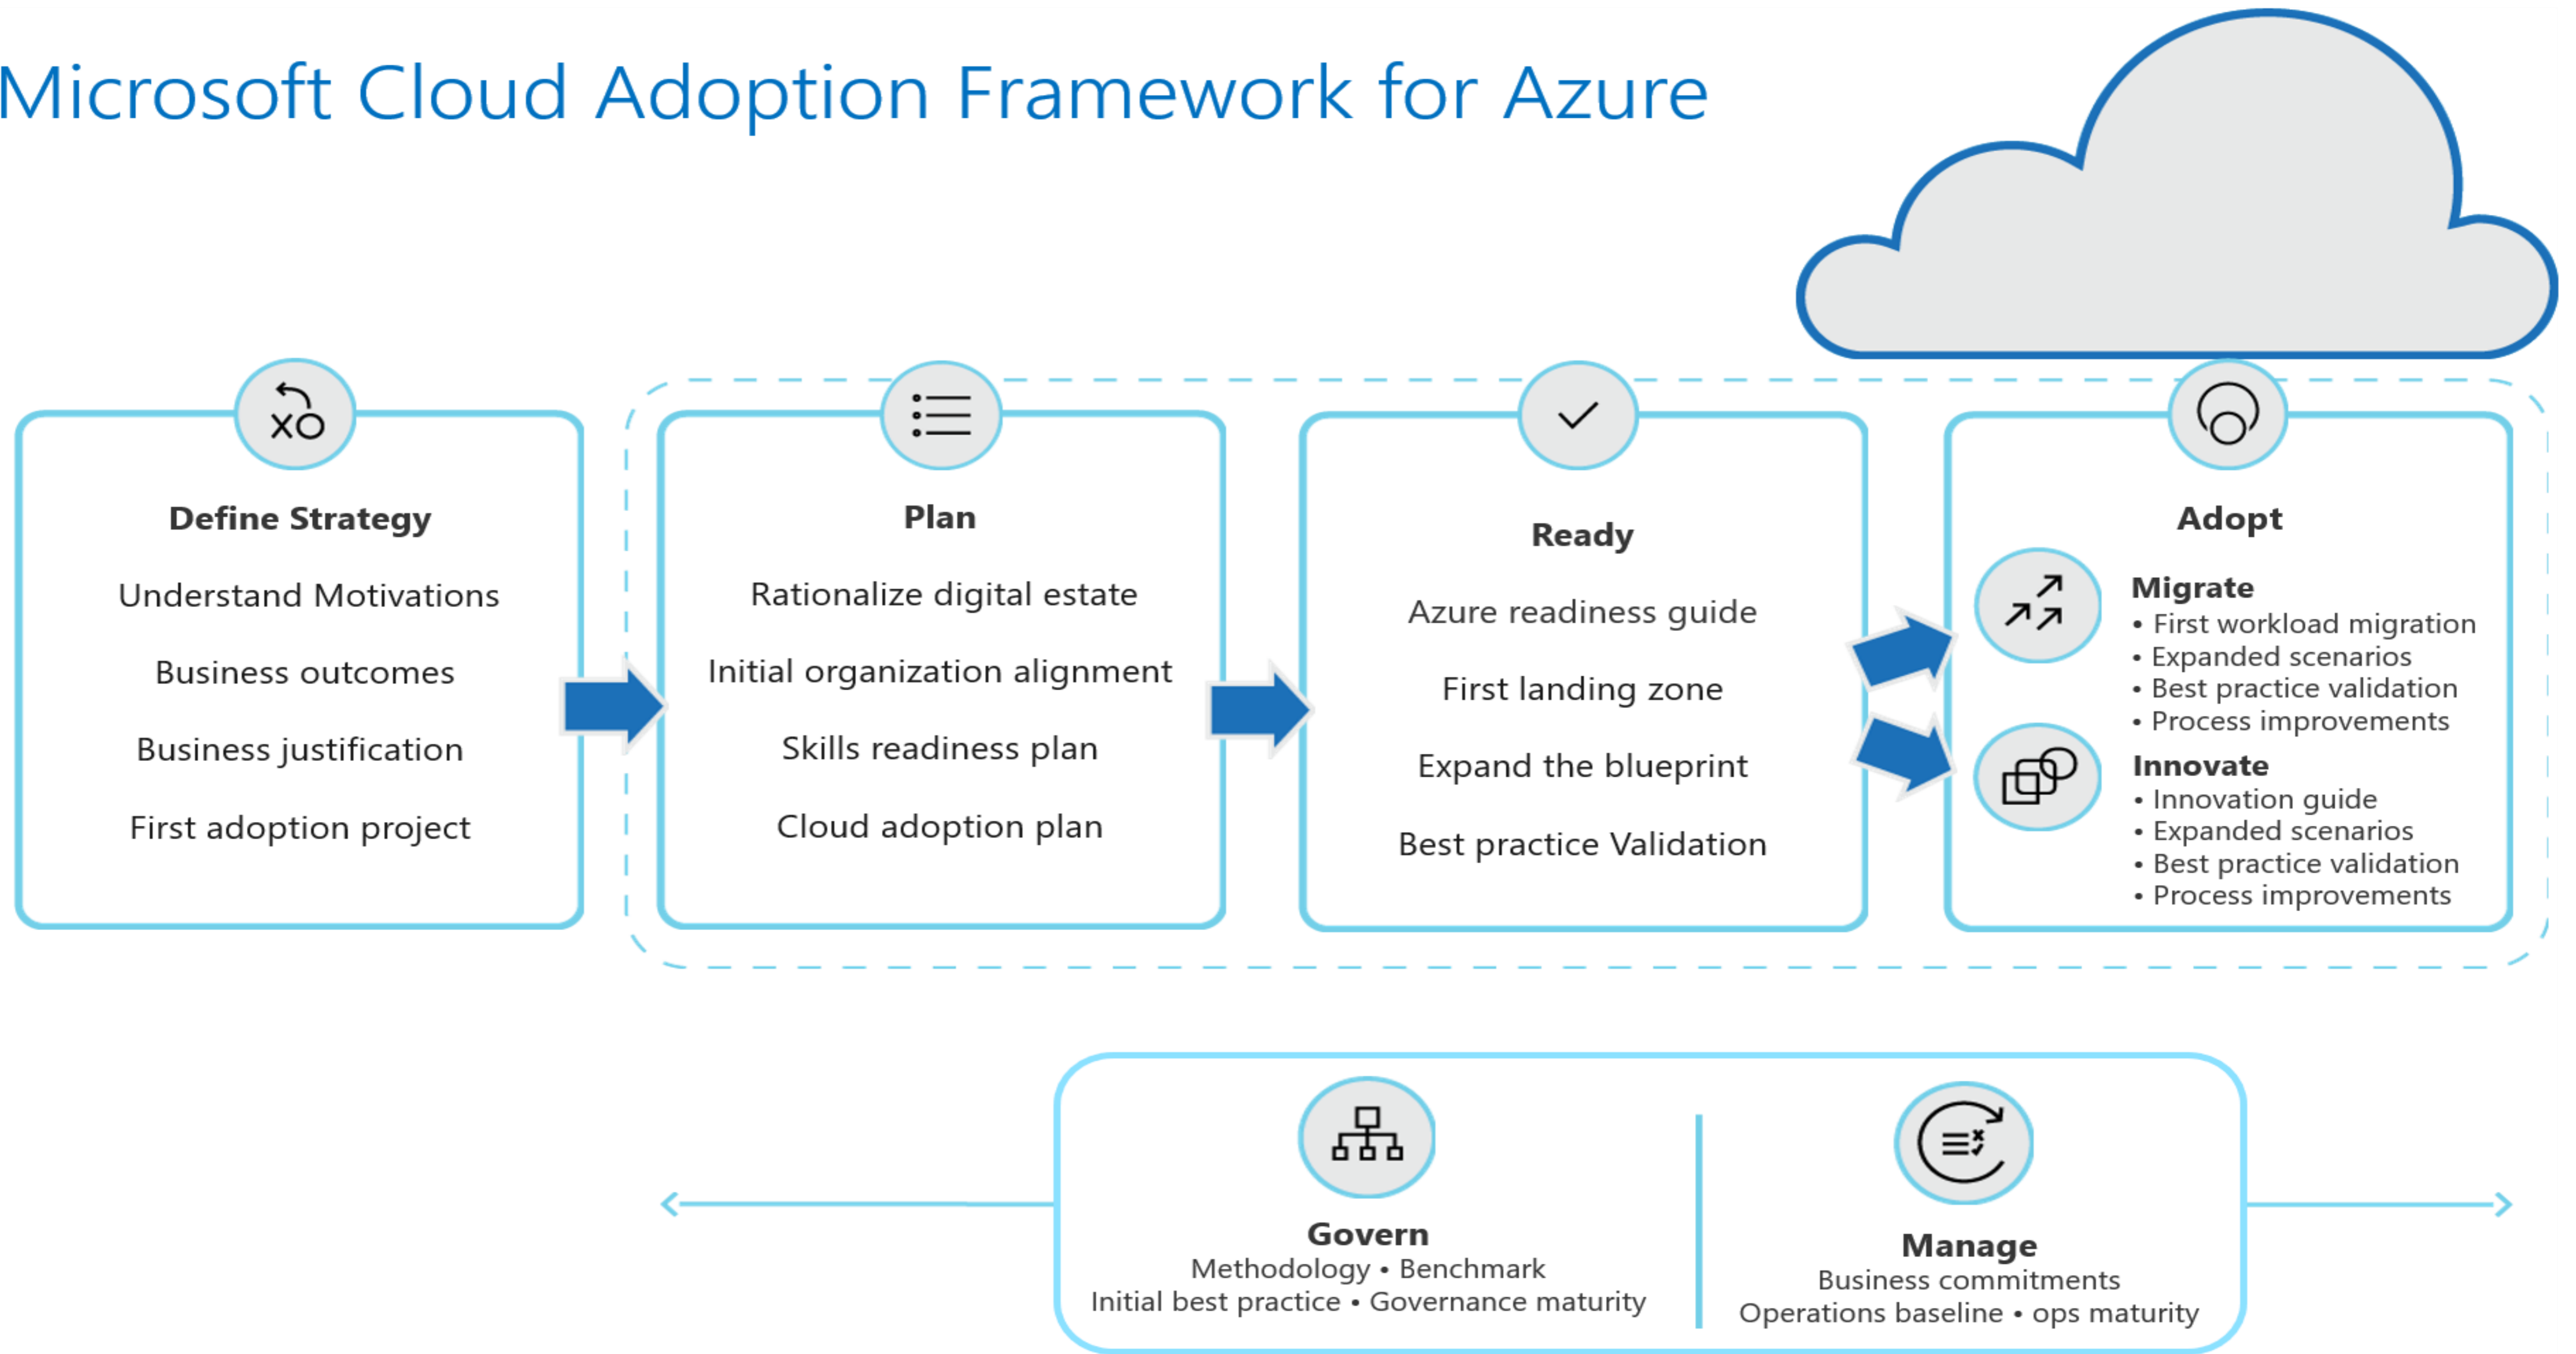 Microsoft Cloud Adoption Framework for Azure
Define Strategy
Understand Motivations
Business outcomes
Business justification
First adoption project
Plan
Rationalize digital estate
Initial organization alignment
Skills readiness plan
Cloud adoption plan
Ready
Azure readiness guide
First landing zone
Expand the blueprint
Best practice Validation
Adopt
Migrate
• First workload migration
• Expanded scenarios
• Best practice validation
• Process improvements
Innovate
• Innovation guide
• Expanded scenarios
• Best practice validation
• Process improvements
Govern
Methodology • Benchmark
Initial best practice • Governance maturity
Manage
Business commitments
Operations baseline • ops maturity